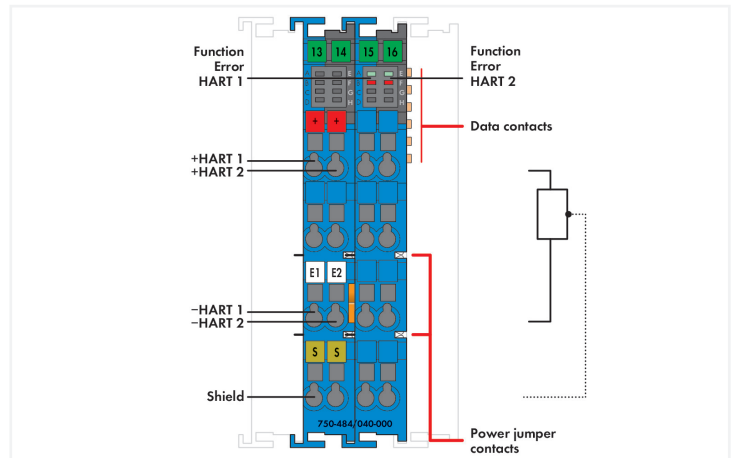 Function
Error
HART 1
13 14 15 16
Function
Error
HART 2
A E
B F
C G
D H
A E
B F
C G
D H
+ +
Data contacts
+HART 1
+HART 2
E1 E2
−HART 1
−HART 2
S S
Shield
750-484/040-000
Power jumper
contacts